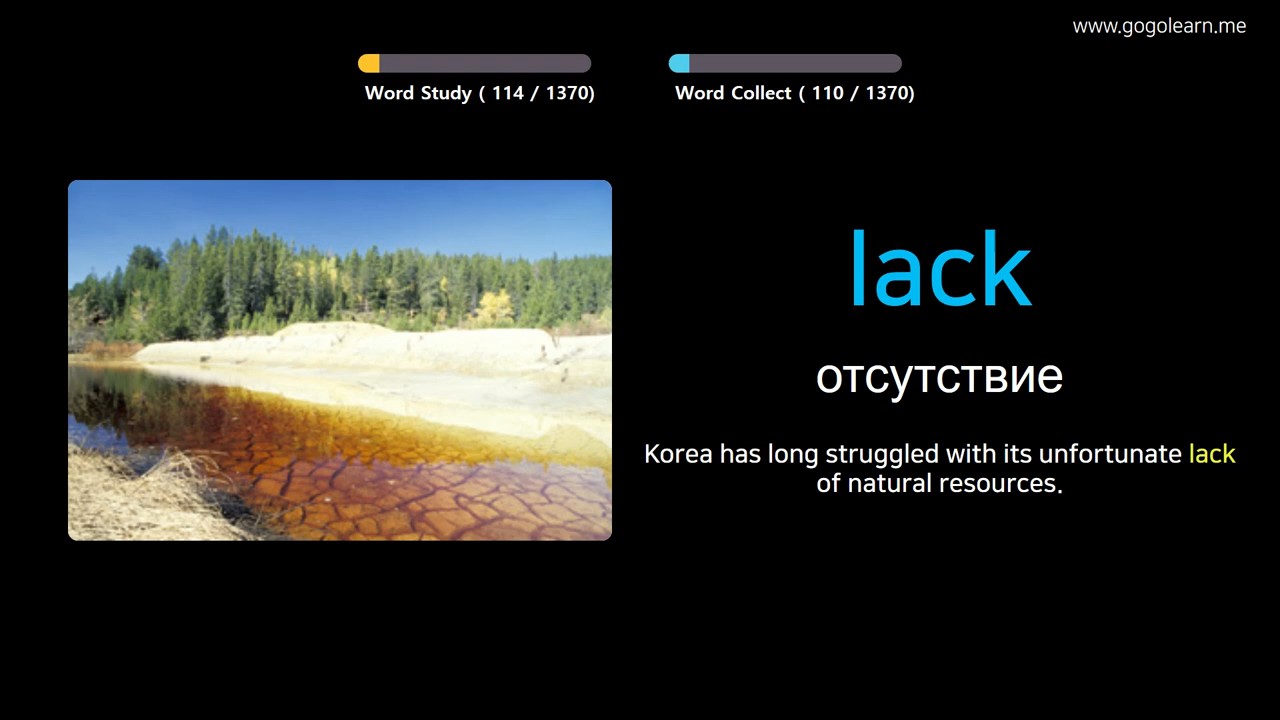 www.gogolearn.me
Word Study ( 114 / 1370)
Word Collect ( 110 / 1370)
lack
отсутствие
Korea has long struggled with its unfortunate lack
of natural resources.